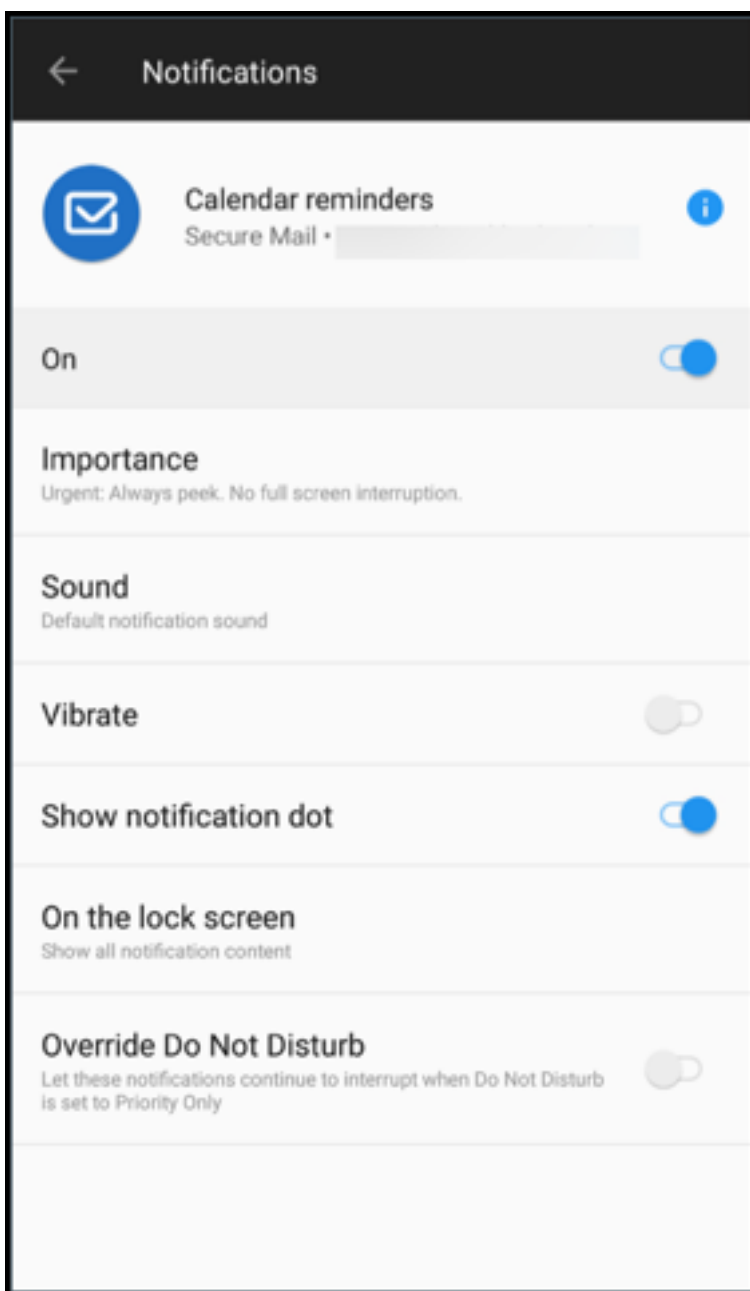 Notifications
Calendar reminders
Secure Mail •
On
Importance
Urgent: Always peek. No full screen interruption.
Sound
Default notification sound
Vibrate
Show notification dot
On the lock screen
Show all notification content
Override Do Not Disturb
Let these notifications continue to interrupt when Do Not Disturb
is set to Priority Only